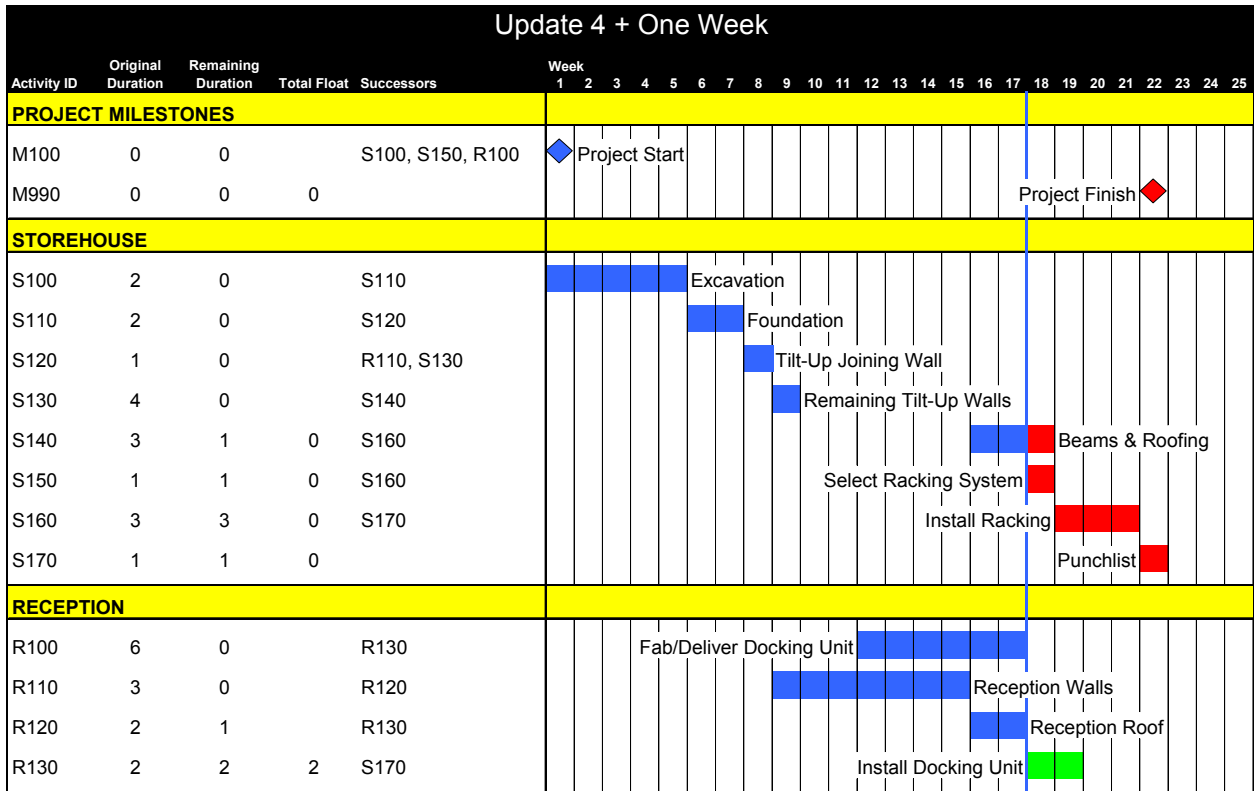 Update 4 + One Week
Activity ID Original Duration Remaining Duration Total Float Successors Week 1 2 3 4 5 6 7 8 9 10 11 12 13 14 15 16 17 18 19 20 21 22 23 24 25
PROJECT MILESTONES
M100 0 0 S100, S150, R100 Project Start
M990 0 0 0 Project Finish
STOREHOUSE
S100 2 0 S110 Excavation
S110 2 0 S120 Foundation
S120 1 0 R110, S130 Tilt-Up Joining Wall
S130 4 0 S140 Remaining Tilt-Up Walls
S140 3 1 0 S160 Beams & Roofing
S150 1 1 0 S160 Select Racking System
S160 3 3 0 S170 Install Racking
S170 1 1 0 Punchlist
RECEPTION
R100 6 0 R130 Fab/Deliver Docking Unit
R110 3 0 R120 Reception Walls
R120 2 1 R130 Reception Roof
R130 2 2 2 S170 Install Docking Unit